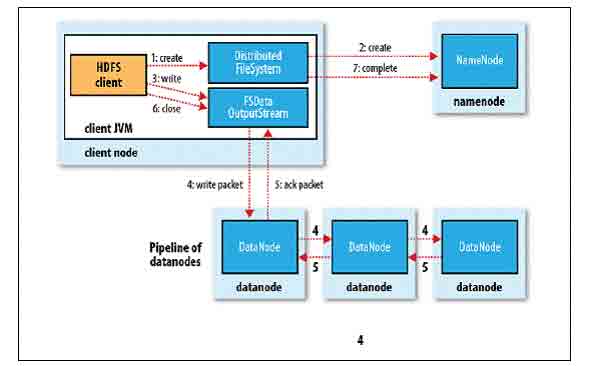 HDFS
client
1: create
3: write
6: close
Distributed
FileSystem
FSData
OutputStream
client JVM
client node
2: create
7: complete
NameNode
namenode
4: write packet
5: ack packet
Pipeline of
datanodes
DataNode
datanode
4
5
DataNode
datanode
4
5
DataNode
datanode
4